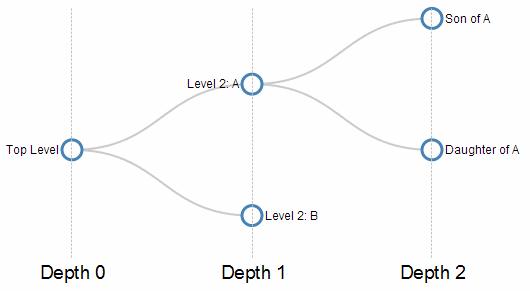 Son of A
Level 2: A
Top Level
Daughter of A
Level 2: B
Depth 0
Depth 1
Depth 2